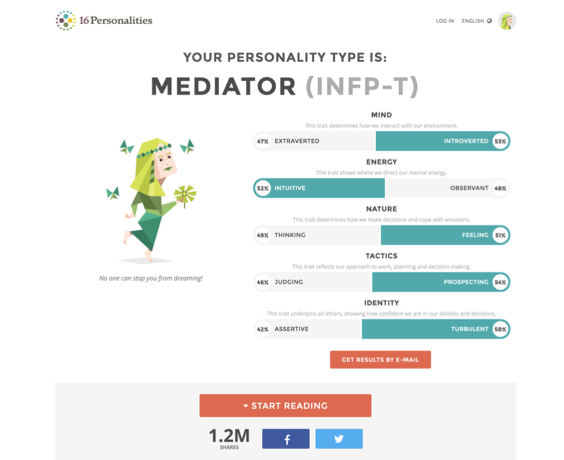 16Personalities
LOG IN ENGLISH
YOUR PERSONALITY TYPE IS:
MEDIATOR (INFP-T)
MIND
This trait determines how we interact with our environment.
47% EXTRAVERTED INTROVERTED 53%
ENERGY
This trait shows where we direct our mental energy.
52% INTUITIVE OBSERVANT 48%
NATURE
This trait determines how we make decisions and cope with emotions.
49% THINKING FEELING 51%
TACTICS
This trait reflects our approach to work, planning and decision-making.
46% JUDGING PROSPECTING 54%
IDENTITY
This trait underpins all others, showing how confident we are in our abilities and decisions.
42% ASSERTIVE TURBULENT 58%
No one can stop you from dreaming!
GET RESULTS BY E-MAIL
START READING
1.2M
SHARES